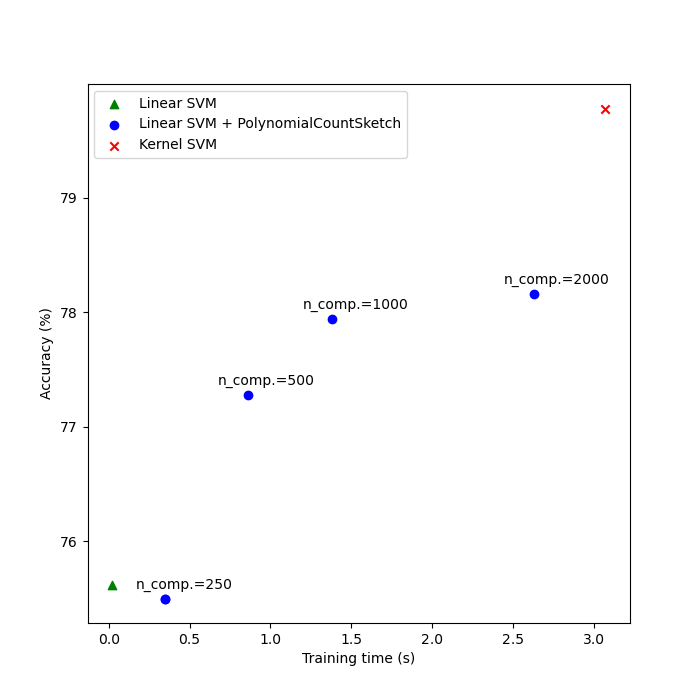 Linear SVM
Linear SVM + PolynomialCountSketch
Kernel SVM
79
n_comp.=2000
78
n_comp.=1000
n_comp.=500
77
Accuracy (%)
76
n_comp.=250
0.0 0.5 1.0 1.5 2.0 2.5 3.0
Training time (s)